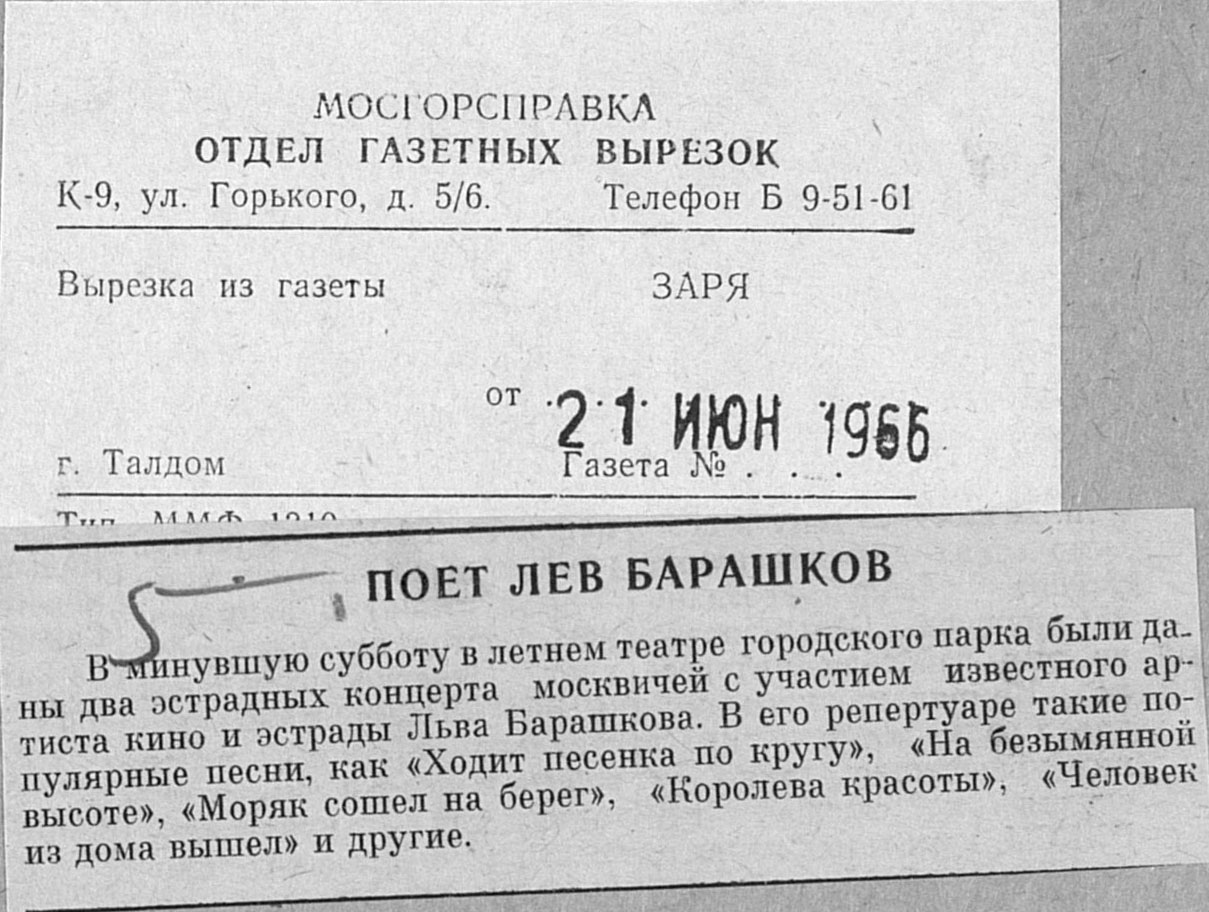 МОСГОРСПРАВКА
ОТДЕЛ ГАЗЕТНЫХ ВЫРЕЗОК
К-9, ул. Горького, д. 5/6. Телефон Б 9-51-61
Вырезка из газеты ЗАРЯ
от 21 ИЮН 1966
г. Талдом Газета № . . .
Тип. ММФ
ПОЕТ ЛЕВ БАРАШКОВ
В минувшую субботу в летнем театре городского парка были да-
ны два эстрадных концерта москвичей с участием известного ар-
тиста кино и эстрады Льва Барашкова. В его репертуаре такие по-
пулярные песни, как «Ходит песенка по кругу», «На безымянной
высоте», «Моряк сошел на берег», «Королева красоты», «Человек
из дома вышел» и другие.